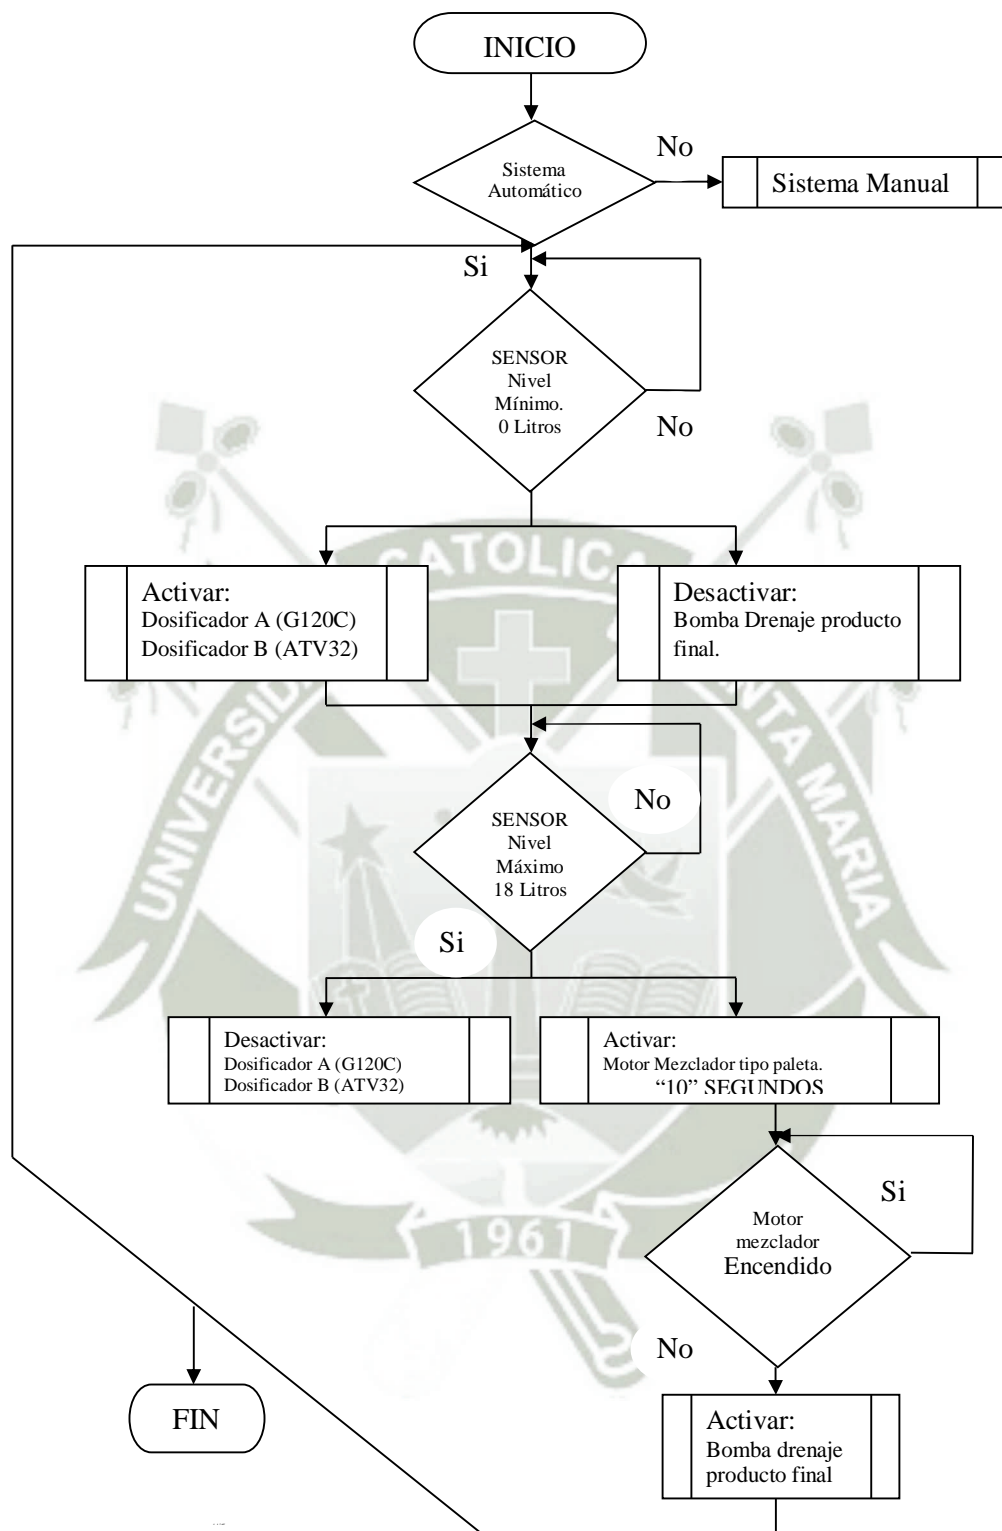 INICIO
Sistema
Automático
No
Sistema Manual
Si
SENSOR
Nivel
Mínimo.
0 Litros
No
CATOLICA
Activar:
Dosificador A (G120C)
Dosificador B (ATV32)
Desactivar:
Bomba Drenaje producto
final.
SENSOR
Nivel
Máximo
18 Litros
No
Si
MARIA
Desactivar:
Dosificador A (G120C)
Dosificador B (ATV32)
Activar:
Motor Mezclador tipo paleta.
“10” SEGUNDOS
Si
Motor
mezclador
Encendido
1961
No
FIN
Activar:
Bomba drenaje
producto final